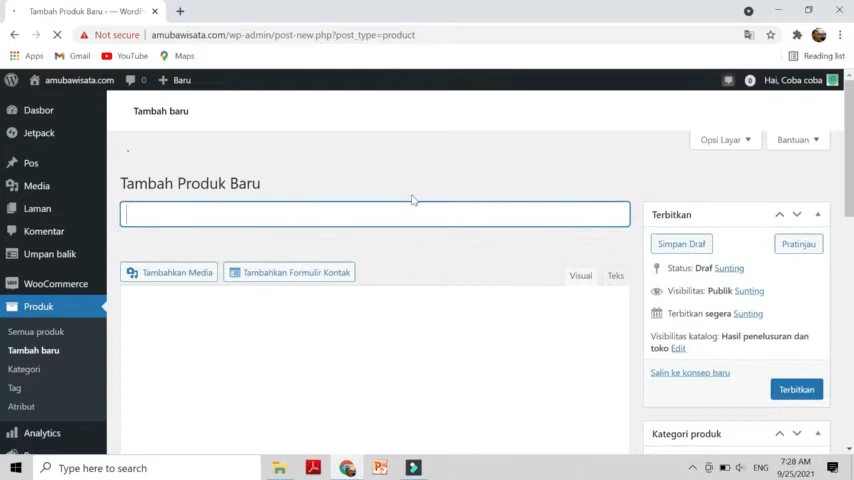 Tambah Produk Baru ‹ — WordPr
Not secure
amubawisata.com/wp-admin/post-new.php?post_type=product
Apps
Gmail
YouTube
Maps
Reading list
amubawisata.com
0
Baru
0
Hai, Coba coba
Dasbor
Jetpack
Pos
Media
Laman
Komentar
Umpan balik
WooCommerce
Produk
Semua produk
Tambah baru
Kategori
Tag
Atribut
Analytics
Tambah baru
Opsi Layar
Bantuan
Tambah Produk Baru
Tambahkan Media
Tambahkan Formulir Kontak
Visual
Teks
Terbitkan
Simpan Draf
Pratinjau
Status: Draf Sunting
Visibilitas: Publik Sunting
Terbitkan segera Sunting
Visibilitas katalog: Hasil penelusuran dan
toko Edit
Salin ke konsep baru
Terbitkan
Kategori produk
Type here to search
ENG
7:28 AM
9/25/2021